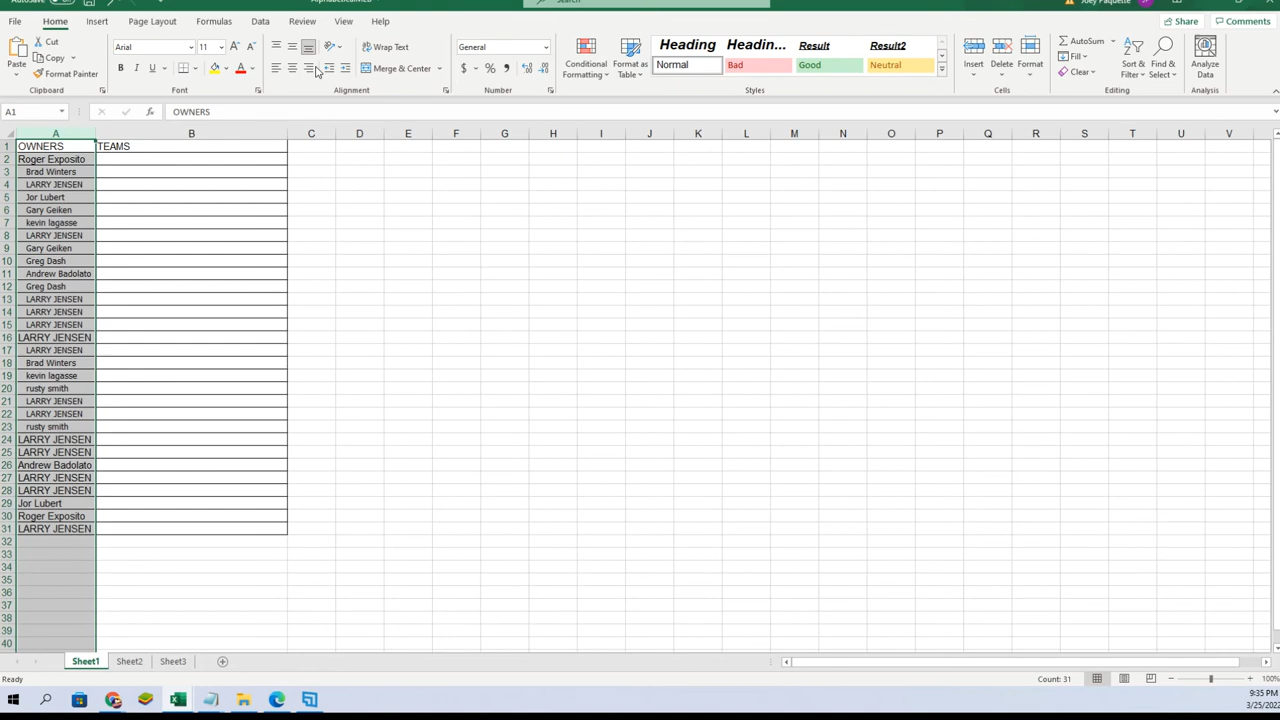 Search
Joey Paquette
File Home Insert Page Layout Formulas Data Review View Help Share Comments
Paste Cut Copy Format Painter Clipboard
Arial 11 Font
Wrap Text Merge & Center Alignment
General Number
Conditional Formatting Format as Table
Heading Headin... Result Result2
Normal Bad Good Neutral
Styles
Insert Delete Format Cells
AutoSum Fill Clear Sort & Filter Find & Select Editing
Analyze Data Analysis
A1 OWNERS
A B C D E F G H I J K L M N O P Q R S T U V
1 OWNERS TEAMS
2 Roger Exposito
3 Brad Winters
4 LARRY JENSEN
5 Jor Lubert
6 Gary Geiken
7 kevin lagasse
8 LARRY JENSEN
9 Gary Geiken
10 Greg Dash
11 Andrew Badolato
12 Greg Dash
13 LARRY JENSEN
14 LARRY JENSEN
15 LARRY JENSEN
16 LARRY JENSEN
17 LARRY JENSEN
18 Brad Winters
19 kevin lagasse
20 rusty smith
21 LARRY JENSEN
22 LARRY JENSEN
23 rusty smith
24 LARRY JENSEN
25 LARRY JENSEN
26 Andrew Badolato
27 LARRY JENSEN
28 LARRY JENSEN
29 Jor Lubert
30 Roger Exposito
31 LARRY JENSEN
32
33
34
35
36
37
38
39
40
Sheet1 Sheet2 Sheet3
Ready Count: 31 100%
9:35 PM
3/25/202